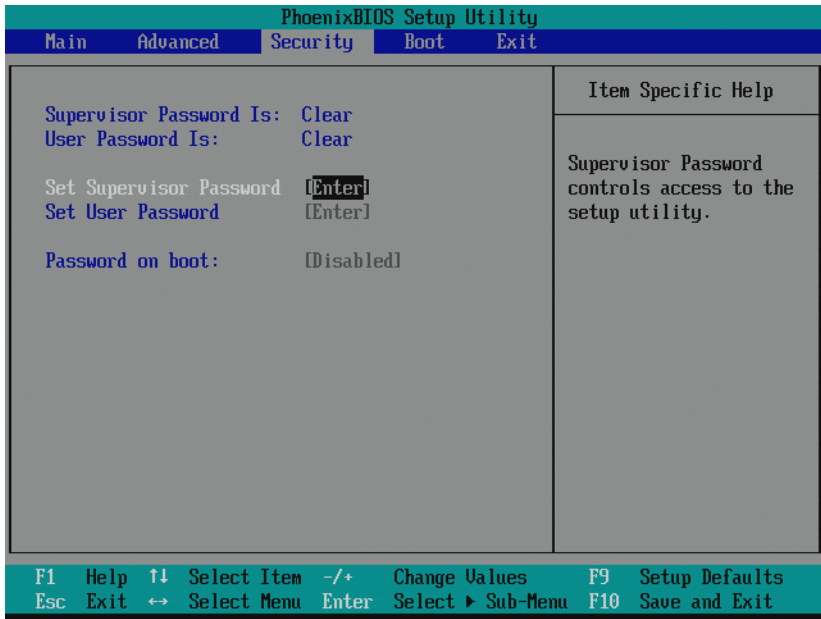 PhoenixBIOS Setup Utility
Main Advanced Security Boot Exit
Item Specific Help
Supervisor Password Is: Clear
User Password Is: Clear
Set Supervisor Password [Enter]
Set User Password [Enter]
Password on boot: [Disabled]
Supervisor Password
controls access to the
setup utility.
F1 Help ↑↓ Select Item -/+ Change Values F9 Setup Defaults
Esc Exit ↔ Select Menu Enter Select ▶ Sub-Menu F10 Save and Exit